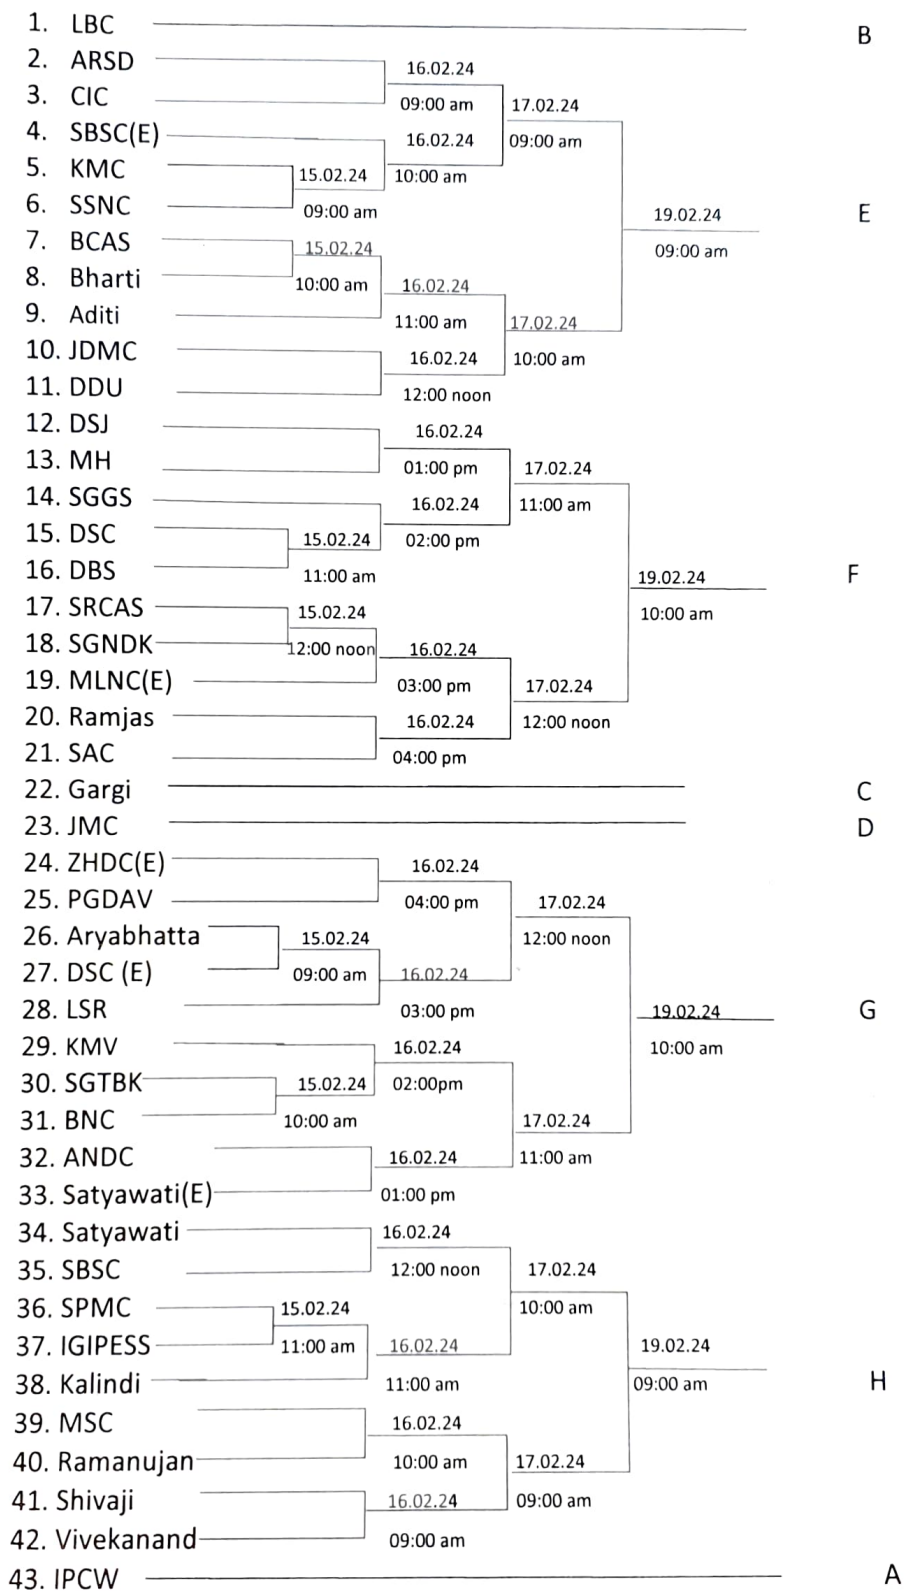 1. LBC B
2. ARSD 16.02.24
3. CIC 09:00 am 17.02.24
4. SBSC(E) 16.02.24 09:00 am
5. KMC 15.02.24 10:00 am
6. SSNC 09:00 am 19.02.24 E
7. BCAS 15.02.24 09:00 am
8. Bharti 10:00 am 16.02.24
9. Aditi 11:00 am 17.02.24
10. JDMC 16.02.24 10:00 am
11. DDU 12:00 noon
12. DSJ 16.02.24
13. MH 01:00 pm 17.02.24
14. SGGS 16.02.24 11:00 am
15. DSC 15.02.24 02:00 pm
16. DBS 11:00 am 19.02.24 F
17. SRCAS 15.02.24 10:00 am
18. SGNDK 12:00 noon 16.02.24
19. MLNC(E) 03:00 pm 17.02.24
20. Ramjas 16.02.24 12:00 noon
21. SAC 04:00 pm
22. Gargi C
23. JMC D
24. ZHDC(E) 16.02.24
25. PGDAV 04:00 pm 17.02.24
26. Aryabhatta 15.02.24 12:00 noon
27. DSC (E) 09:00 am 16.02.24
28. LSR 03:00 pm 19.02.24 G
29. KMV 16.02.24 10:00 am
30. SGTBK 15.02.24 02:00pm
31. BNC 10:00 am 17.02.24
32. ANDC 16.02.24 11:00 am
33. Satyawati(E) 01:00 pm
34. Satyawati 16.02.24
35. SBSC 12:00 noon 17.02.24
36. SPMC 15.02.24 10:00 am
37. IGIPESS 11:00 am 16.02.24 19.02.24
38. Kalindi 11:00 am 09:00 am H
39. MSC 16.02.24
40. Ramanujan 10:00 am 17.02.24
41. Shivaji 16.02.24 09:00 am
42. Vivekanand 09:00 am
43. IPCW A